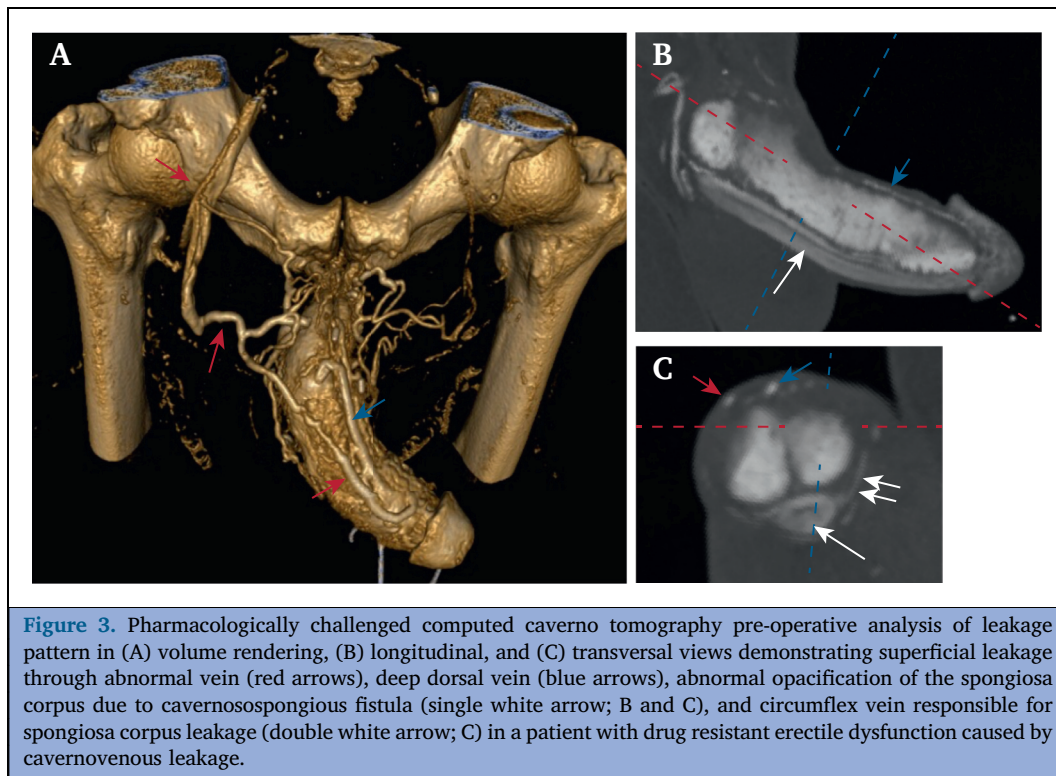 A
B
C
Figure 3. Pharmacologically challenged computed caverno tomography pre-operative analysis of leakage
pattern in (A) volume rendering, (B) longitudinal, and (C) transversal views demonstrating superficial leakage
through abnormal vein (red arrows), deep dorsal vein (blue arrows), abnormal opacification of the spongiosa
corpus due to cavernosospongious fistula (single white arrow; B and C), and circumflex vein responsible for
spongiosa corpus leakage (double white arrow; C) in a patient with drug resistant erectile dysfunction caused by
cavernovenous leakage.